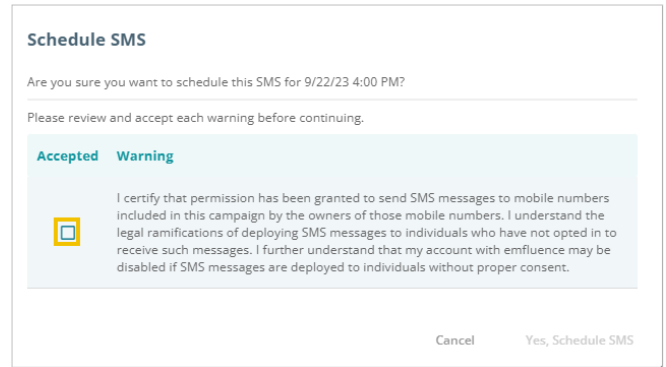 Schedule SMS
Are you sure you want to schedule this SMS for 9/22/23 4:00 PM?
Please review and accept each warning before continuing.
Accepted Warning
I certify that permission has been granted to send SMS messages to mobile numbers
included in this campaign by the owners of those mobile numbers. I understand the
legal ramifications of deploying SMS messages to individuals who have not opted in to
receive such messages. I further understand that my account with emfluence may be
disabled if SMS messages are deployed to individuals without proper consent.
Cancel Yes, Schedule SMS